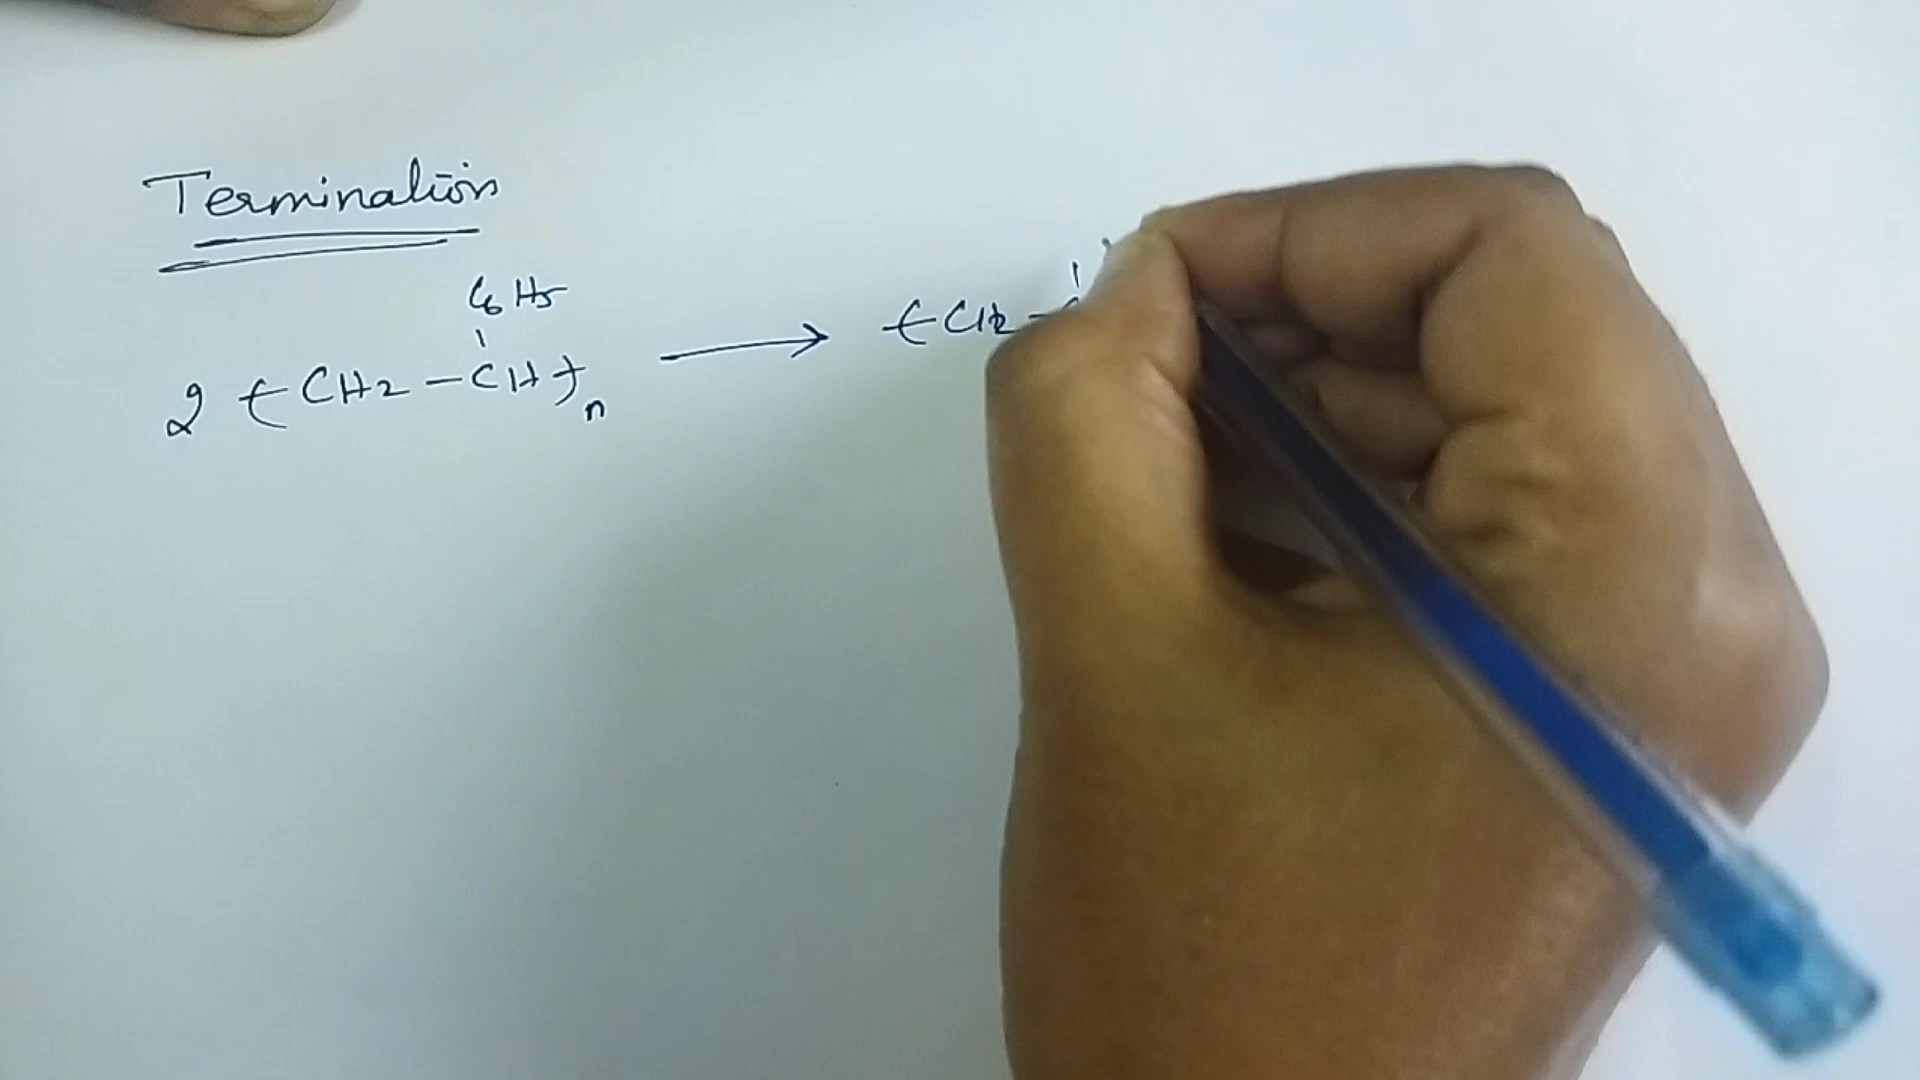 Termination
C6H5
2 ( CH2 - CH )n → ( CH2 -